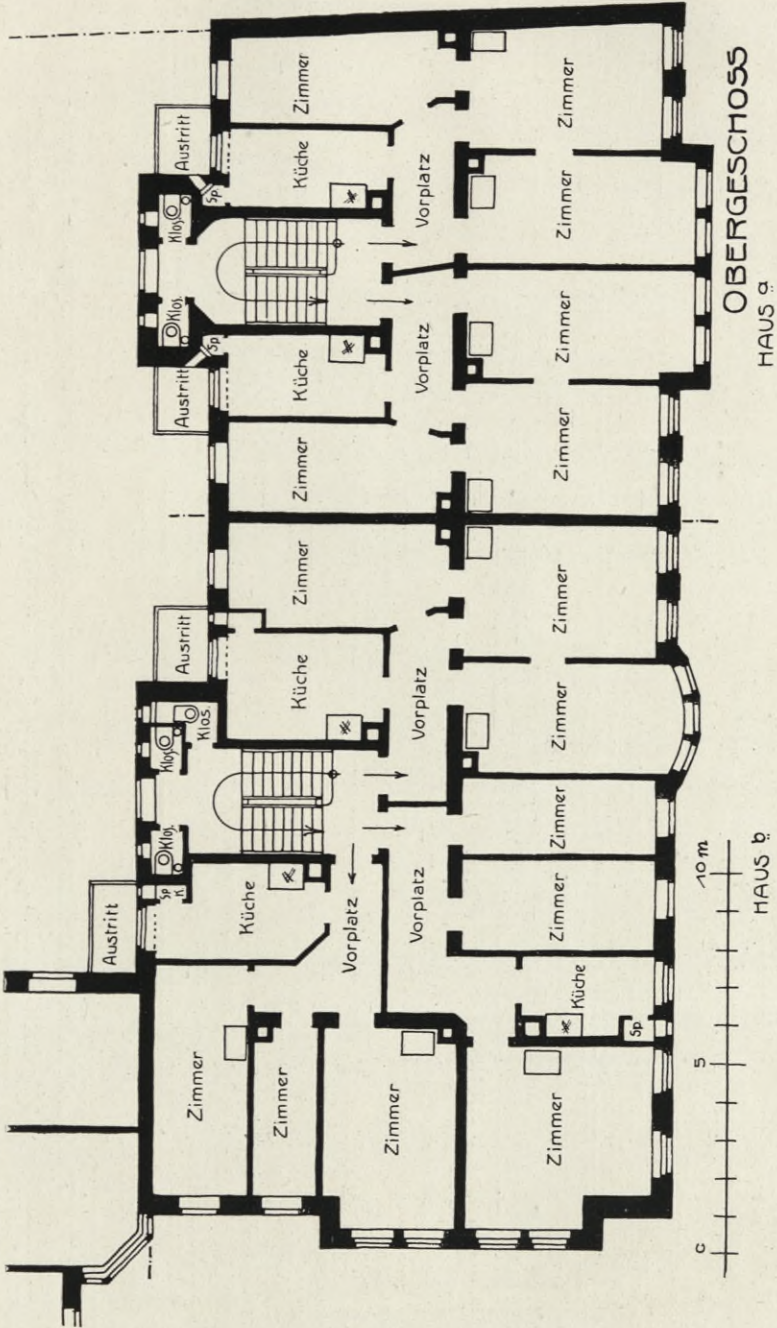 Austritt
Klos.
Klos.
Austritt
Austritt
Klos.
Klos.
Austritt
Sp.
K.
Klos.
Sp
Sp
Zimmer
Küche
Zimmer
Küche
Zimmer
Zimmer
Küche
Küche
Zimmer
Zimmer
Vorplatz
Vorplatz
Vorplatz
Vorplatz
Vorplatz
Zimmer
Küche
Zimmer
Zimmer
Zimmer
Zimmer
Zimmer
Zimmer
Zimmer
Zimmer
Sp
0 5 10 m
OBERGESCHOSS
HAUS b
HAUS a